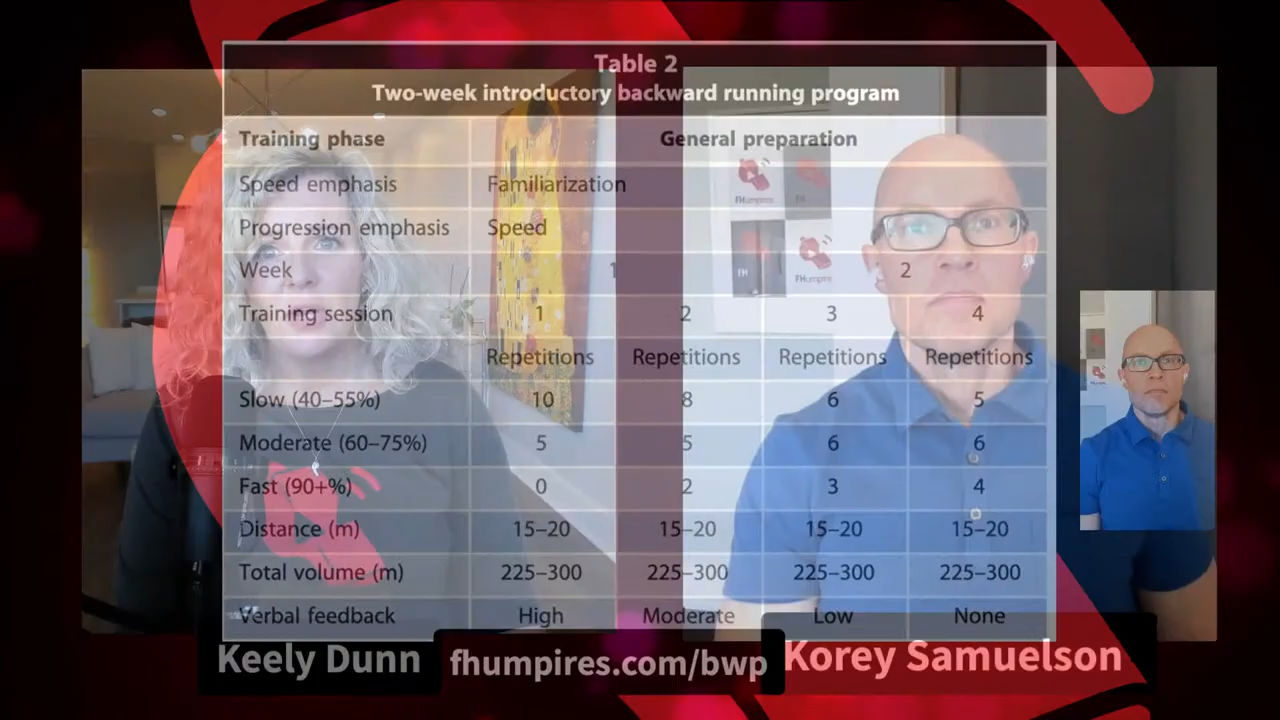 Table 2
Two-week introductory backward running program
Training phase General preparation
Speed emphasis Familiarization
Progression emphasis Speed
Week 1 2
Training session 1 2 3 4
Repetitions Repetitions Repetitions Repetitions
Slow (40–55%) 10 8 6 5
Moderate (60–75%) 5 5 6 6
Fast (90+%) 0 2 3 4
Distance (m) 15–20 15–20 15–20 15–20
Total volume (m) 225–300 225–300 225–300 225–300
Verbal feedback High Moderate Low None
FHumpires
FH
FH
FHumpires
Keely Dunn fhumpires.com/bwp Korey Samuelson